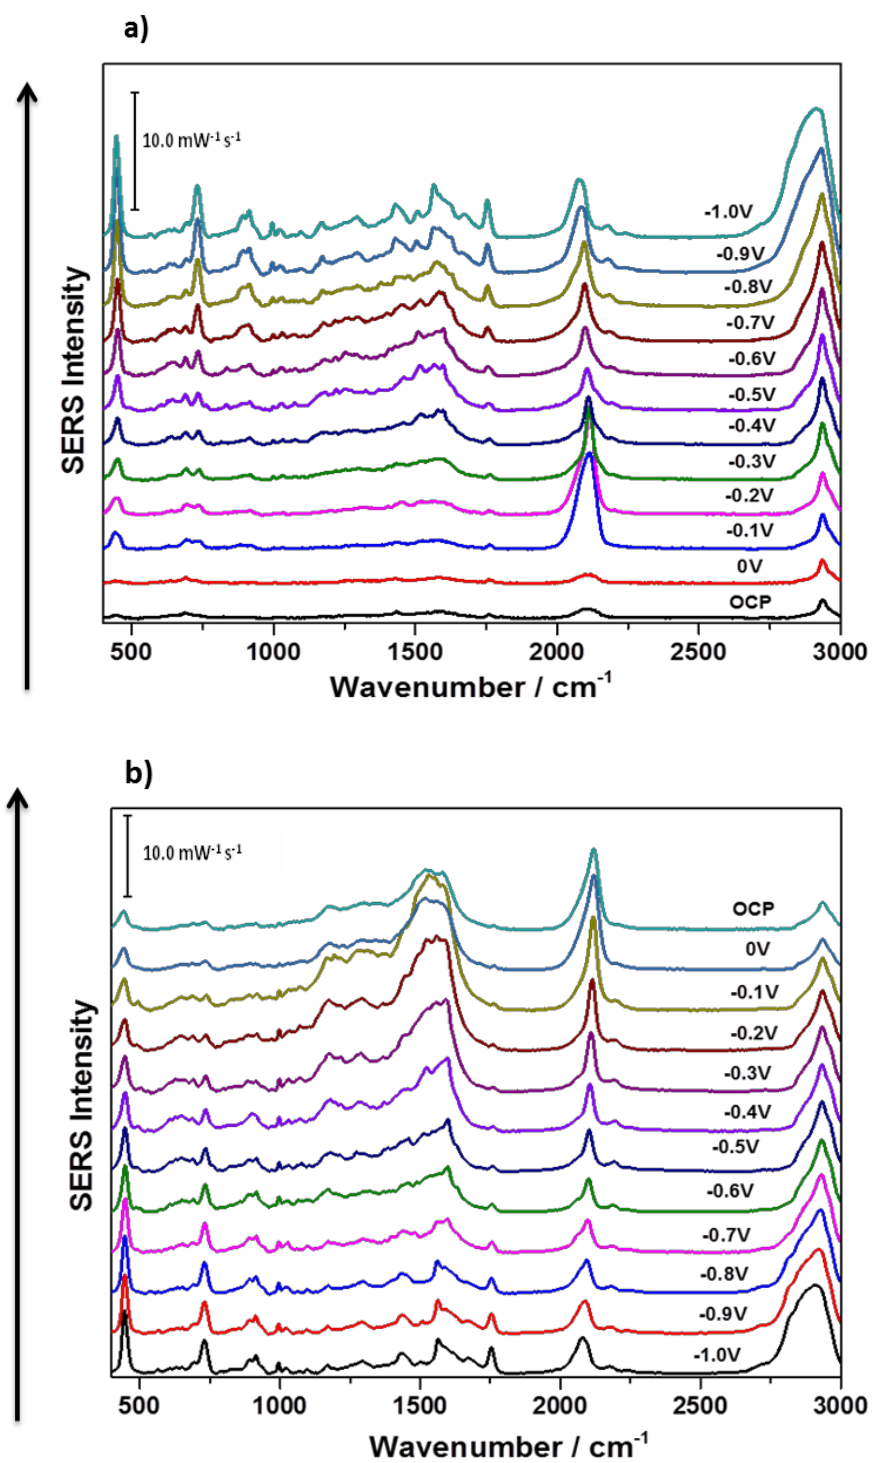 a)
10.0 mW-1 s-1
-1.0V
-0.9V
-0.8V
-0.7V
-0.6V
-0.5V
-0.4V
-0.3V
-0.2V
-0.1V
0V
OCP
SERS Intensity
500 1000 1500 2000 2500 3000
Wavenumber / cm-1
b)
10.0 mW-1 s-1
OCP
0V
-0.1V
-0.2V
-0.3V
-0.4V
-0.5V
-0.6V
-0.7V
-0.8V
-0.9V
-1.0V
SERS Intensity
500 1000 1500 2000 2500 3000
Wavenumber / cm-1